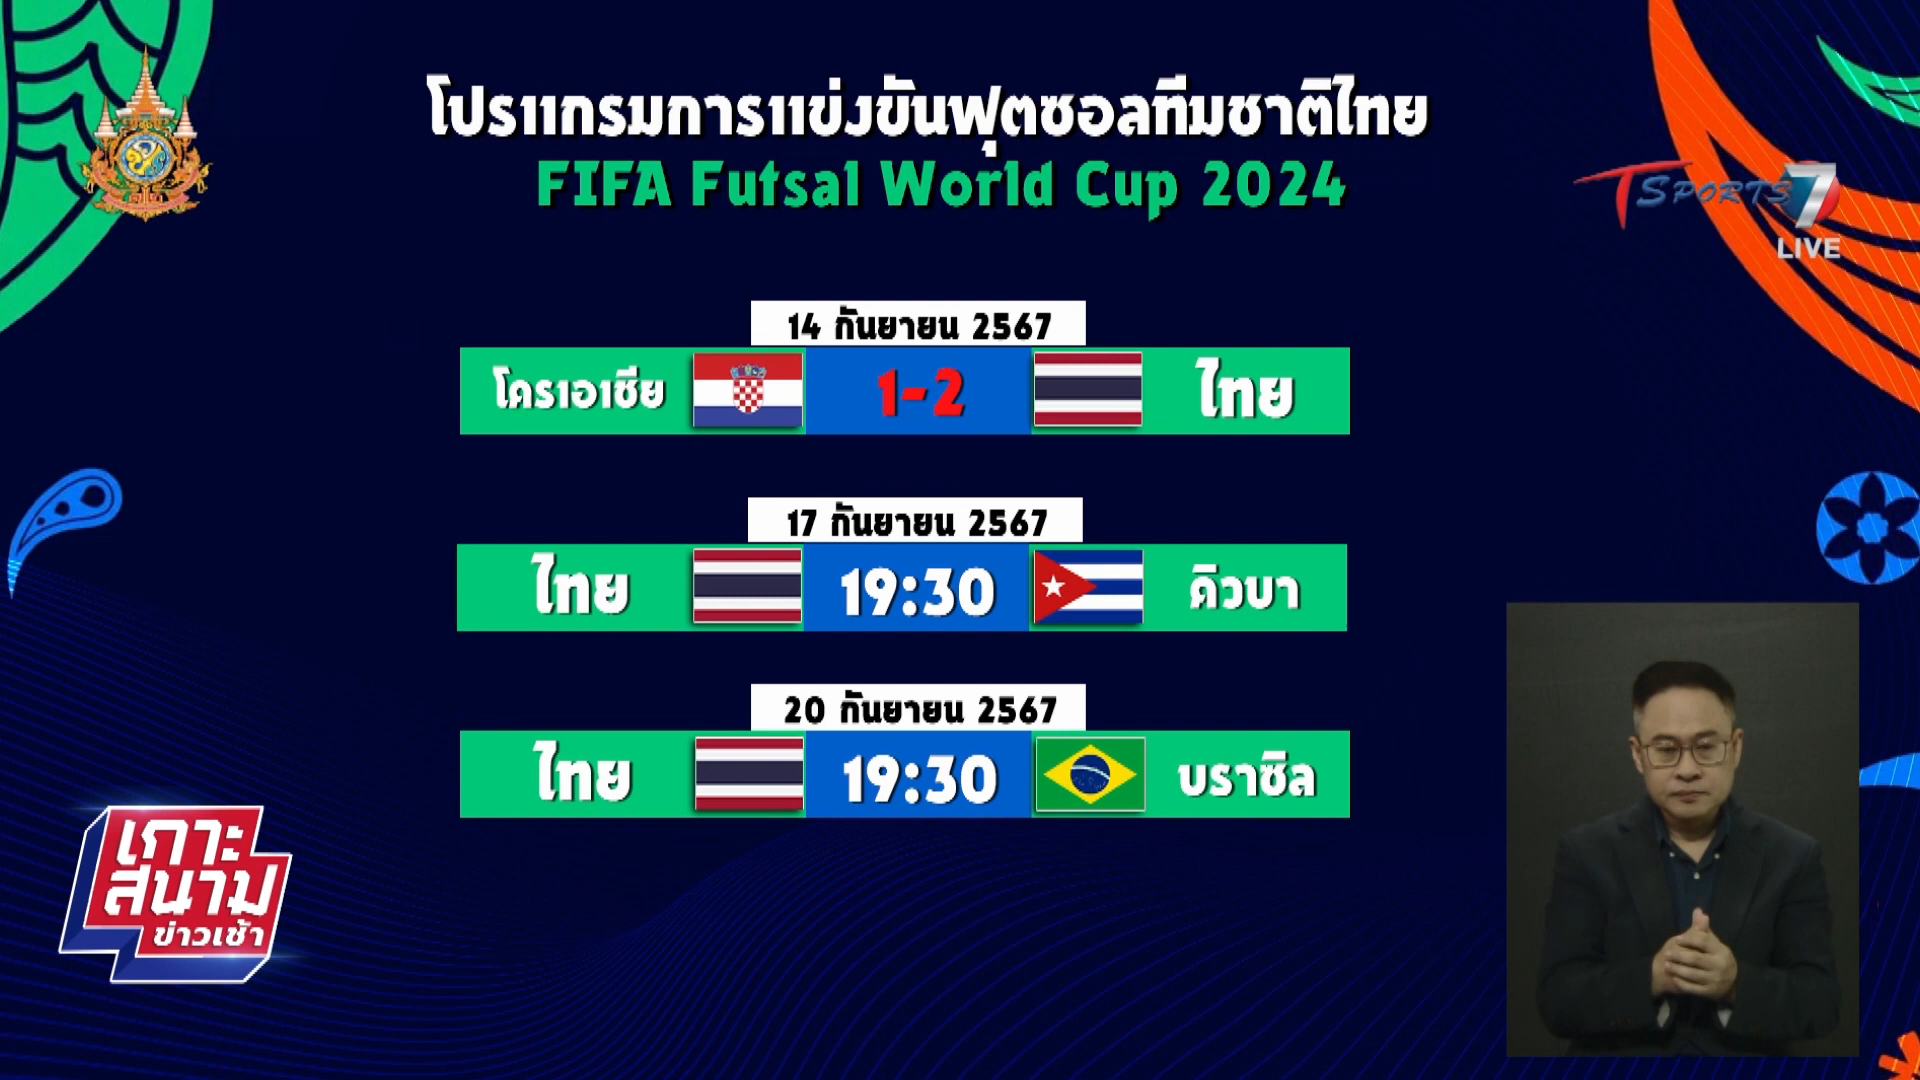 โปรแกรมการแข่งขันฟุตซอลทีมชาติไทย
FIFA Futsal World Cup 2024
T SPORTS 7
LIVE
14 กันยายน 2567
โครเอเชีย 1-2 ไทย
17 กันยายน 2567
ไทย 19:30 คิวบา
20 กันยายน 2567
ไทย 19:30 บราซิล
เกาะ
สนาม
ข่าวเช้า